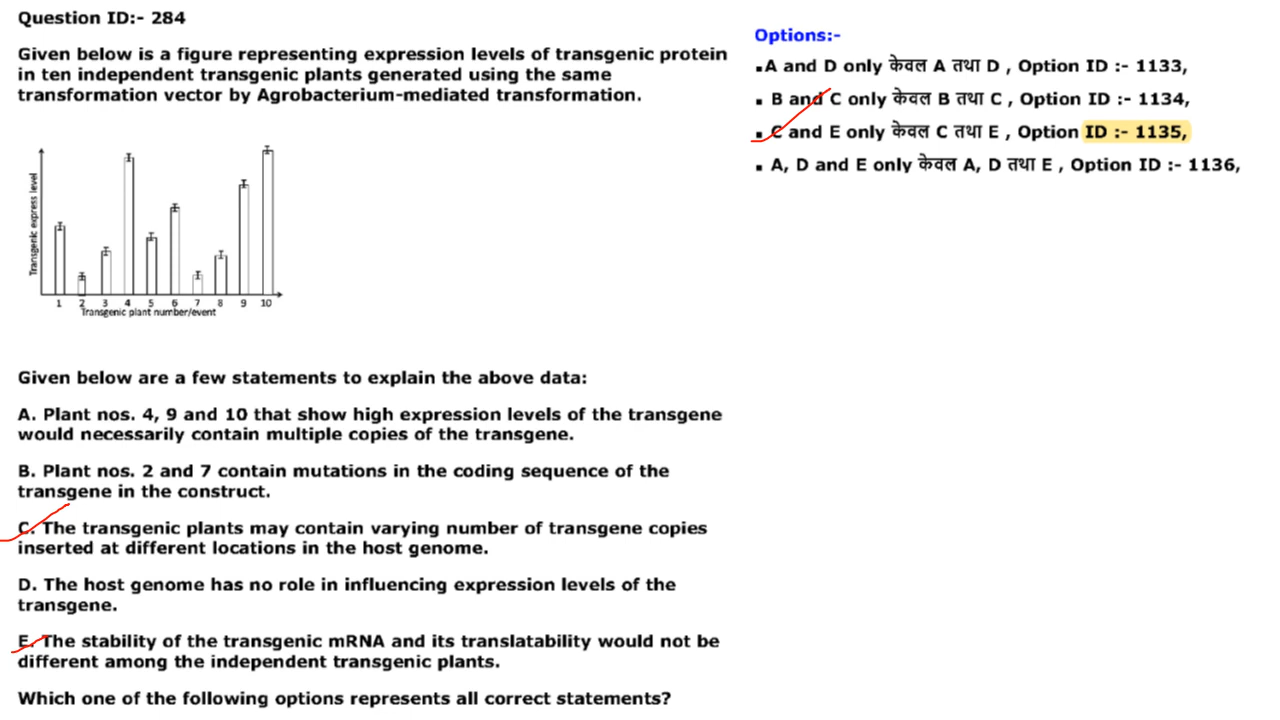 Question ID:- 284
Given below is a figure representing expression levels of transgenic protein
in ten independent transgenic plants generated using the same
transformation vector by Agrobacterium-mediated transformation.
Transgenic express level
1 2 3 4 5 6 7 8 9 10
Transgenic plant number/event
Given below are a few statements to explain the above data:
A. Plant nos. 4, 9 and 10 that show high expression levels of the transgene
would necessarily contain multiple copies of the transgene.
B. Plant nos. 2 and 7 contain mutations in the coding sequence of the
transgene in the construct.
C. The transgenic plants may contain varying number of transgene copies
inserted at different locations in the host genome.
D. The host genome has no role in influencing expression levels of the
transgene.
E. The stability of the transgenic mRNA and its translatability would not be
different among the independent transgenic plants.
Which one of the following options represents all correct statements?
Options:-
▪A and D only केवल A तथा D , Option ID :- 1133,
▪ B and C only केवल B तथा C , Option ID :- 1134,
▪ C and E only केवल C तथा E , Option ID :- 1135,
▪ A, D and E only केवल A, D तथा E , Option ID :- 1136,